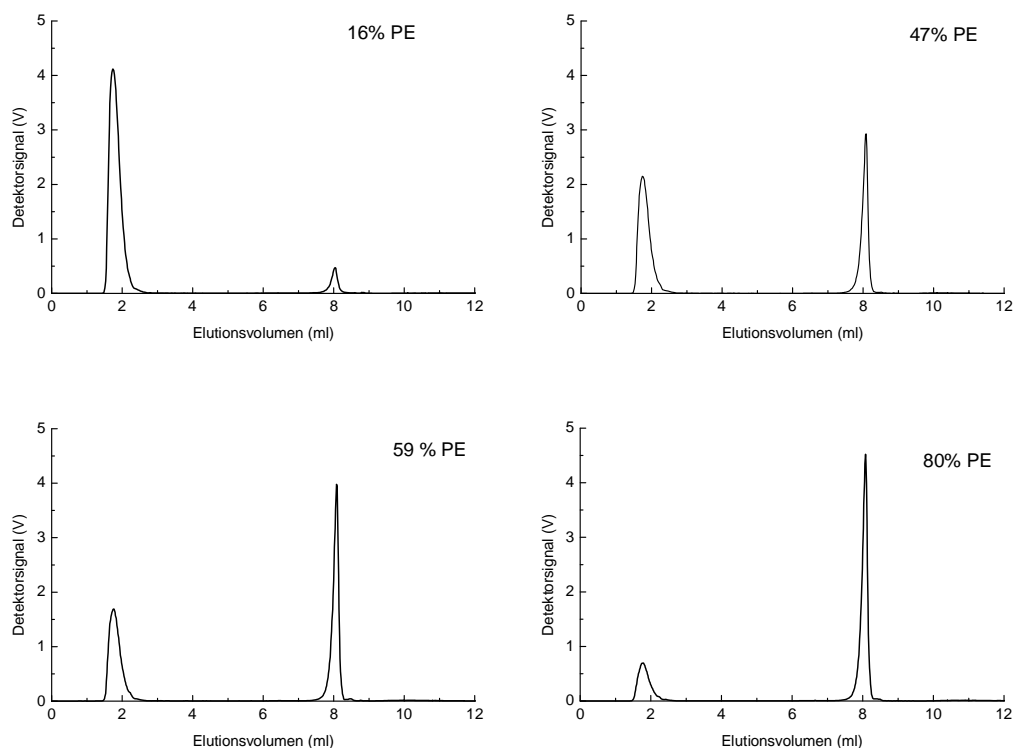 16% PE
Detektorsignal (V)
5
4
3
2
1
0
0 2 4 6 8 10 12
Elutionsvolumen (ml)
47% PE
Detektorsignal (V)
5
4
3
2
1
0
0 2 4 6 8 10 12
Elutionsvolumen (ml)
59 % PE
Detektorsignal (V)
5
4
3
2
1
0
0 2 4 6 8 10 12
Elutionsvolumen (ml)
80% PE
Detektorsignal (V)
5
4
3
2
1
0
0 2 4 6 8 10 12
Elutionsvolumen (ml)